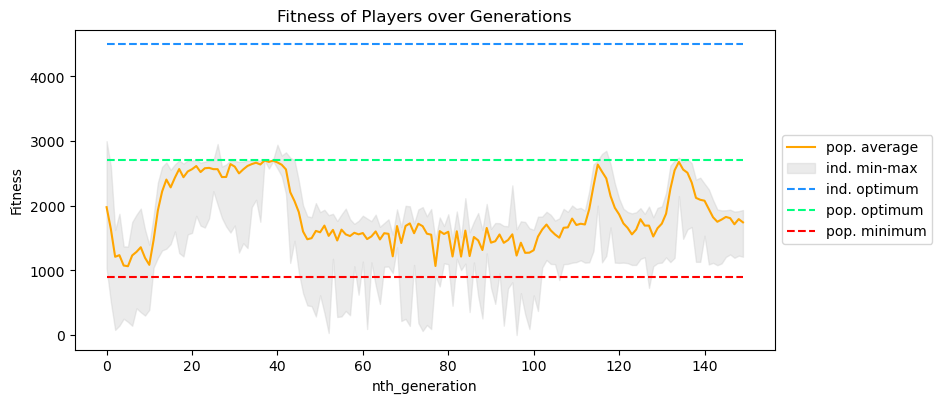 Fitness of Players over Generations
Fitness
4000
3000
2000
1000
0
0
20
40
60
80
100
120
140
nth_generation
pop. average
ind. min-max
ind. optimum
pop. optimum
pop. minimum